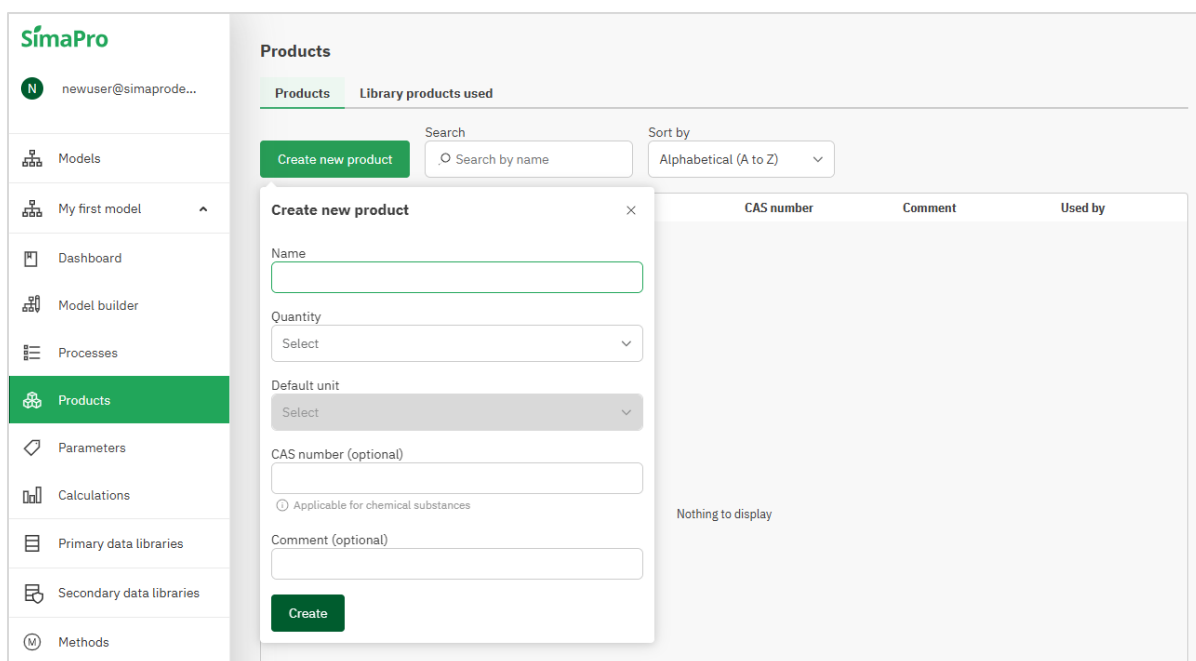 SimaPro
N newuser@simaprode...
Models
My first model
Dashboard
Model builder
Processes
Products
Parameters
Calculations
Primary data libraries
Secondary data libraries
M Methods
Products
Products Library products used
Search Sort by
Create new product Search by name Alphabetical (A to Z)
CAS number Comment Used by
Create new product
Name
Quantity
Select
Default unit
Select
CAS number (optional)
Applicable for chemical substances
Comment (optional)
Create
Nothing to display